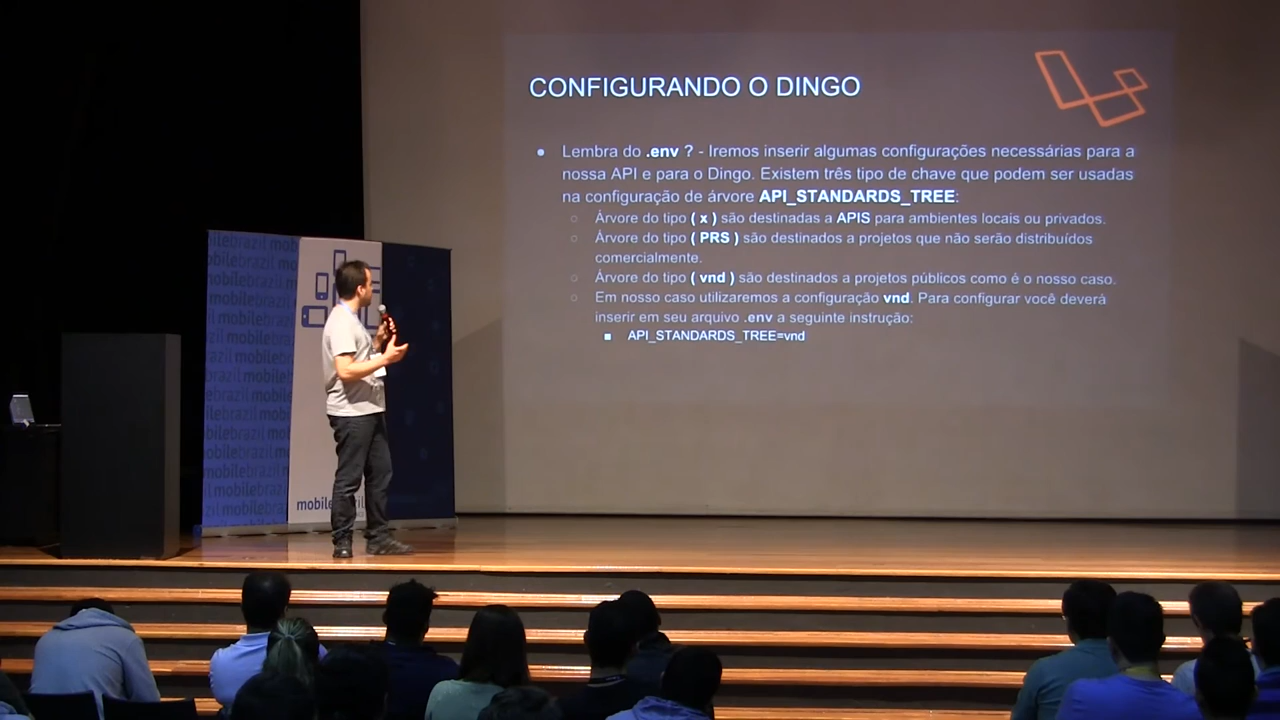 CONFIGURANDO O DINGO
● Lembra do .env ? - Iremos inserir algumas configurações necessárias para a
nossa API e para o Dingo. Existem três tipo de chave que podem ser usadas
na configuração de árvore API_STANDARDS_TREE:
○ Árvore do tipo ( x ) são destinadas a APIS para ambientes locais ou privados.
○ Árvore do tipo ( PRS ) são destinados a projetos que não serão distribuídos
comercialmente.
○ Árvore do tipo ( vnd ) são destinados a projetos públicos como é o nosso caso.
○ Em nosso caso utilizaremos a configuração vnd. Para configurar você deverá
inserir em seu arquivo .env a seguinte instrução:
■ API_STANDARDS_TREE=vnd
mobilebrazil